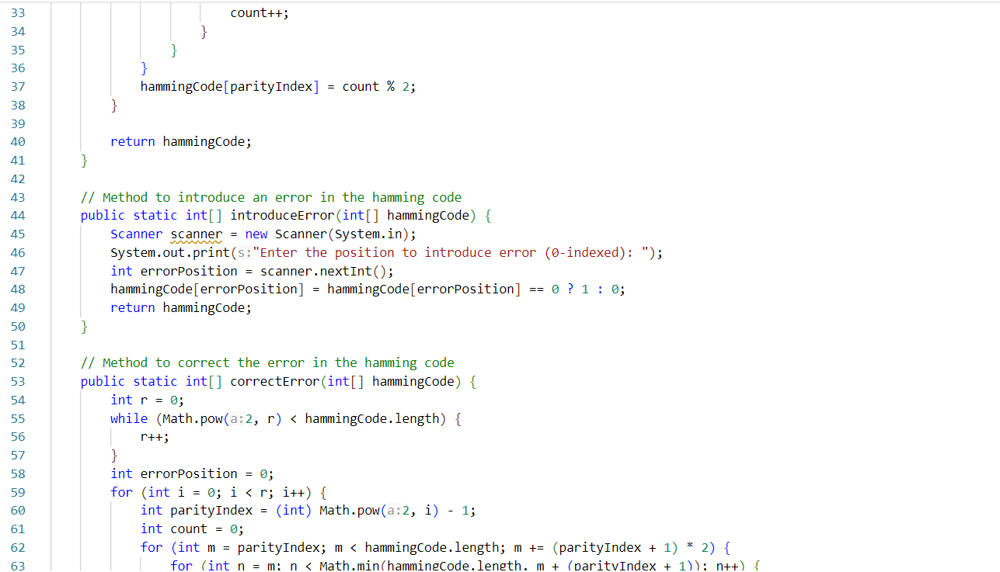 33 count++;
34 }
35 }
36 }
37 hammingCode[parityIndex] = count % 2;
38 }
39
40 return hammingCode;
41 }
42
43 // Method to introduce an error in the hamming code
44 public static int[] introduceError(int[] hammingCode) {
45 Scanner scanner = new Scanner(System.in);
46 System.out.print(s:"Enter the position to introduce error (0-indexed): ");
47 int errorPosition = scanner.nextInt();
48 hammingCode[errorPosition] = hammingCode[errorPosition] == 0 ? 1 : 0;
49 return hammingCode;
50 }
51
52 // Method to correct the error in the hamming code
53 public static int[] correctError(int[] hammingCode) {
54 int r = 0;
55 while (Math.pow(a:2, r) < hammingCode.length) {
56 r++;
57 }
58 int errorPosition = 0;
59 for (int i = 0; i < r; i++) {
60 int parityIndex = (int) Math.pow(a:2, i) - 1;
61 int count = 0;
62 for (int m = parityIndex; m < hammingCode.length; m += (parityIndex + 1) * 2) {
63 for (int n = m; n < Math.min(hammingCode.length, m + (parityIndex + 1)); n++) {